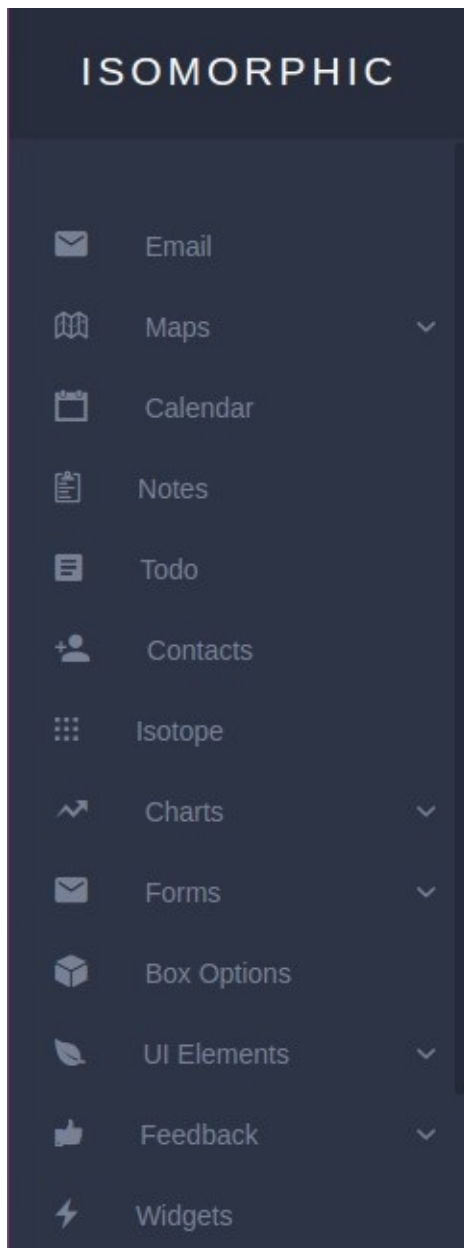 ISOMORPHIC
Email
Maps
Calendar
Notes
Todo
Contacts
Isotope
Charts
Forms
Box Options
UI Elements
Feedback
Widgets